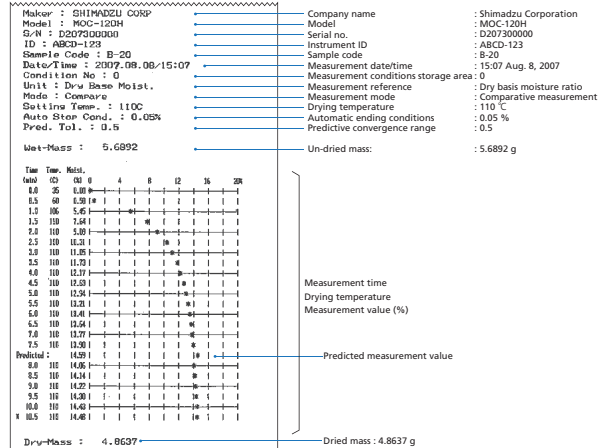 Maker : SHIMADZU CORP Company name : Shimadzu Corporation
Model : MOC-120H Model : MOC-120H
S/N : D207300000 Serial no. : D207300000
ID : ABCD-123 Instrument ID : ABCD-123
Sample Code : B-20 Sample code : B-20
Date/Time : 2007.08.08/15:07 Measurement date/time : 15:07 Aug. 8, 2007
Condition No : 0 Measurement conditions storage area : 0
Unit : Dry Base Moist. Measurement reference : Dry basis moisture ratio
Mode : Compare Measurement mode : Comparative measurement
Setting Temp. : 110C Drying temperature : 110 ℃
Auto Stop Cond. : 0.05% Automatic ending conditions : 0.05 %
Pred. Tol. : 0.5 Predictive convergence range : 0.5
Wet-Mass : 5.6892 Un-dried mass: : 5.6892 g
Time Temp. Moist.
(min) (C) (%) 0 4 8 12 16 20%
0.0 35 0.00
0.5 60 0.50
1.0 106 5.45
1.5 110 7.64
2.0 110 9.09
2.5 110 10.31
3.0 110 11.05
3.5 110 11.73
4.0 110 12.17
4.5 110 12.63 Measurement time
5.0 110 12.94 Drying temperature
5.5 110 13.21 Measurement value (%)
6.0 110 13.41
6.5 110 13.64
7.0 110 13.77
7.5 110 13.90
Predicted : 14.59 Predicted measurement value
8.0 110 14.06
8.5 110 14.14
9.0 110 14.22
9.5 110 14.30
10.0 110 14.43
10.5 110 14.48
Dry-Mass : 4.8637 Dried mass : 4.8637 g